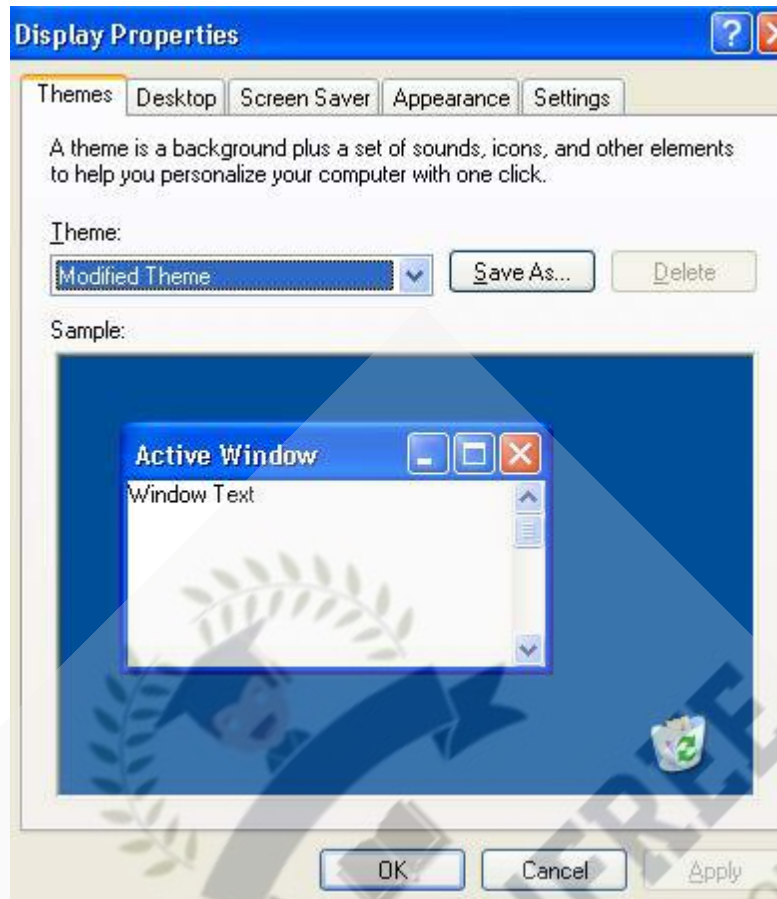 Display Properties
Themes Desktop Screen Saver Appearance Settings
A theme is a background plus a set of sounds, icons, and other elements
to help you personalize your computer with one click.
Theme:
Modified Theme Save As... Delete
Sample:
Active Window
Window Text
FREE
OK Cancel Apply